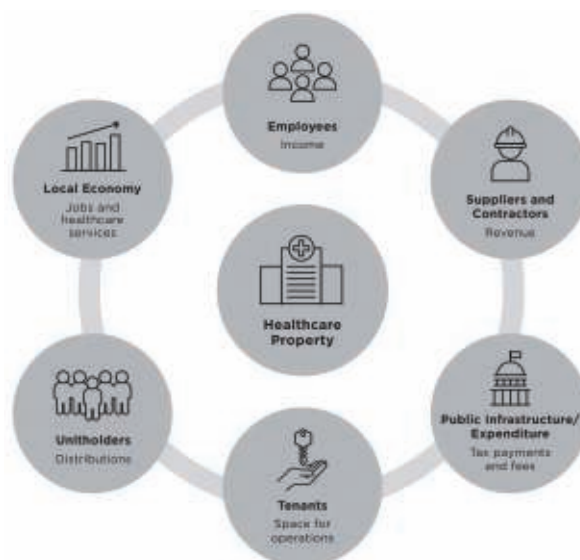 Employees
Income
Suppliers and
Contractors
Revenue
Public Infrastructure/
Expenditure
Tax payments
and fees
Tenants
Space for
operations
Unitholders
Distributions
Local Economy
Jobs and
healthcare
services
Healthcare
Property